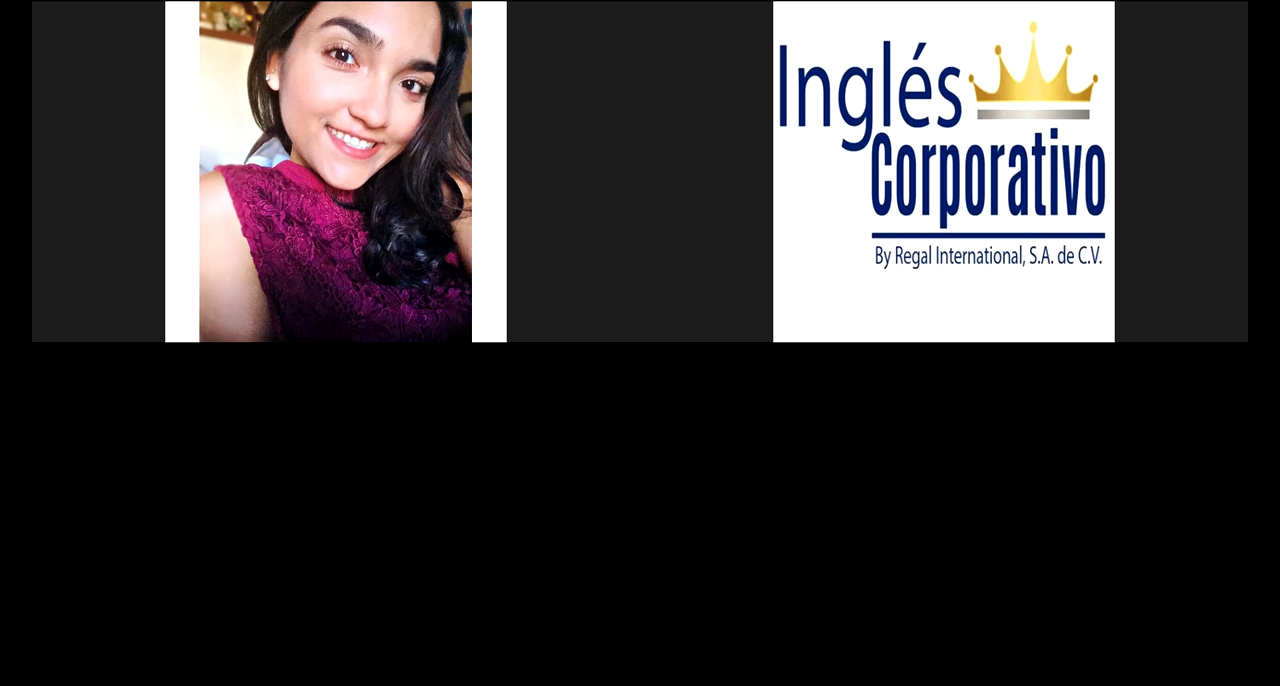 Inglés
Corporativo
By Regal International, S.A. de C.V.